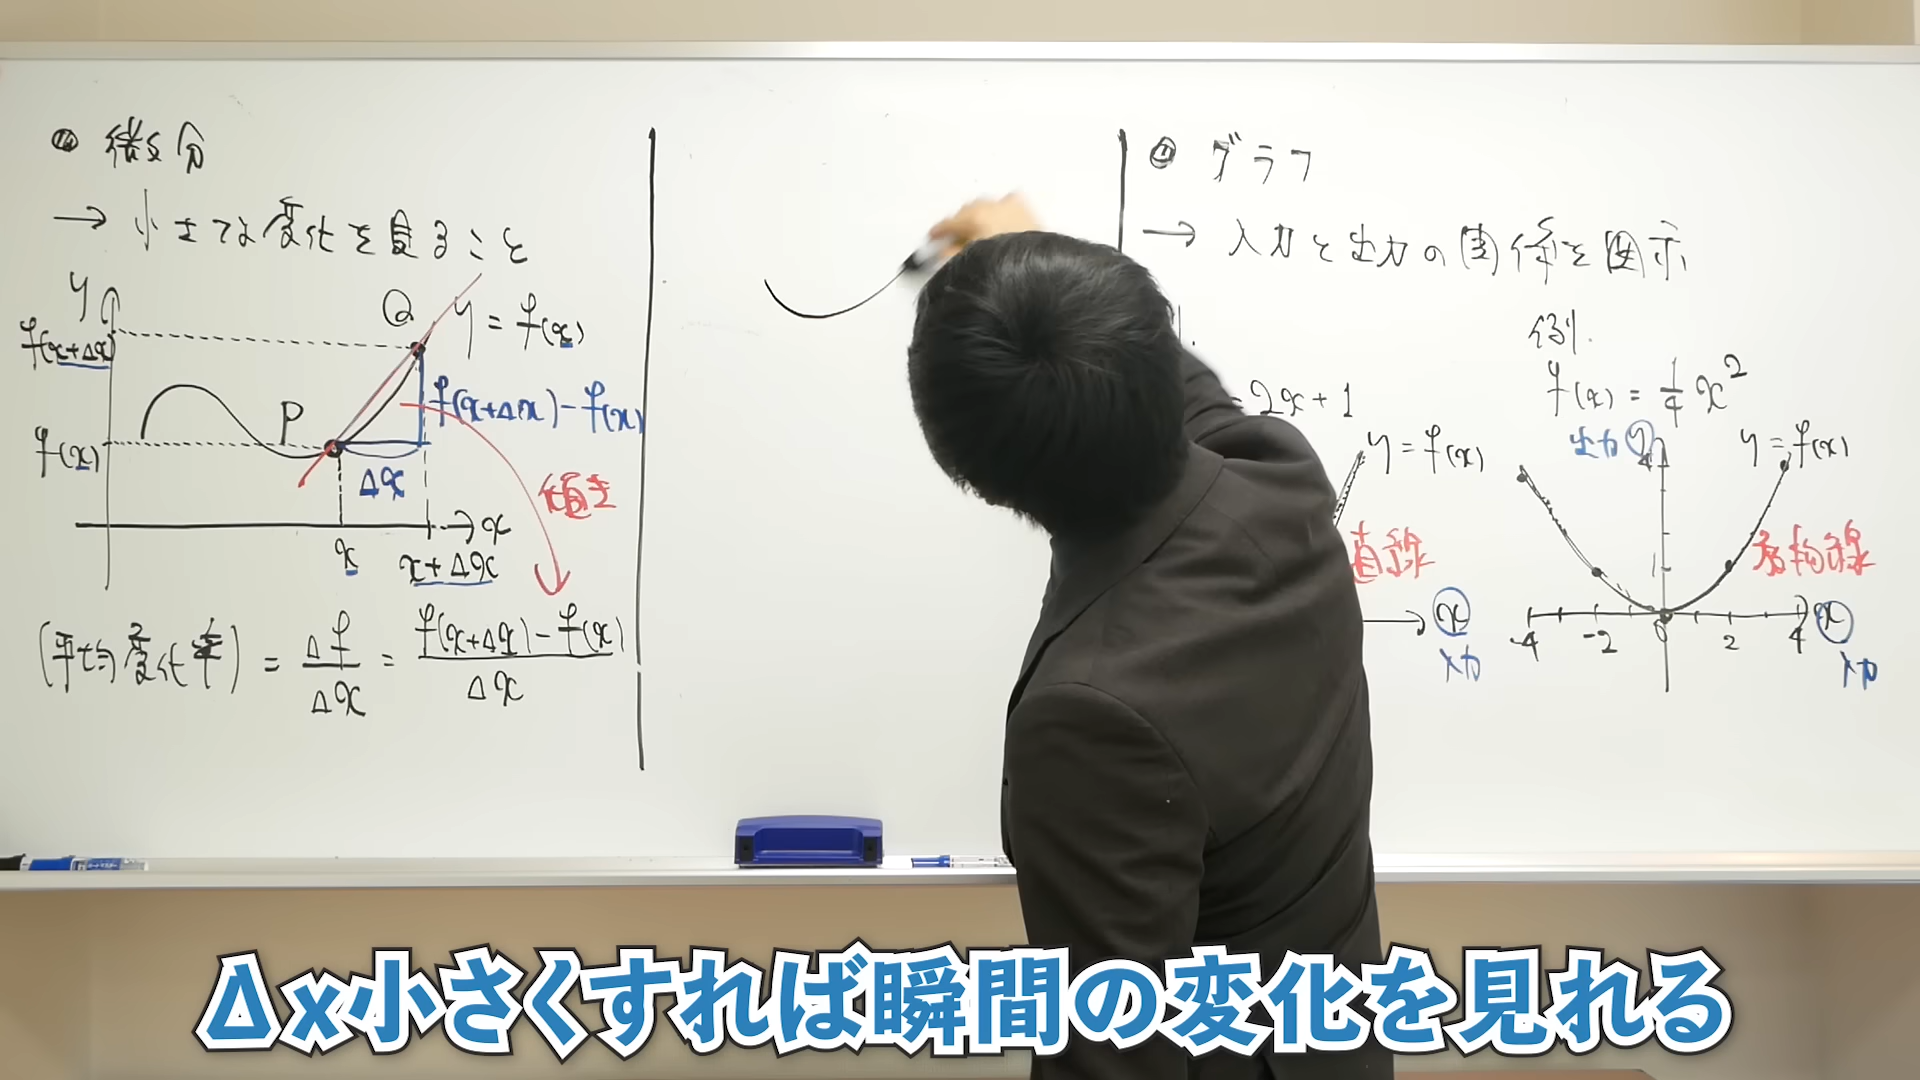 微分
→ 小さな変化を見ること
y
f(x+Δx)
f(x)
P
Q
y = f(x)
f(x+Δx)-f(x)
Δx
傾き
x
x
x+Δx
(平均変化率) = Δf/Δx = f(x+Δx)-f(x)/Δx
グラフ
→ 入力と出力の関係を図示
= 2x+1
y = f(x)
直線
x
入力
例.
f(x) = 1/4 x²
出力 y
4
y = f(x)
放物線
-4 -2 0 2 4 x
入力
Δx小さくすれば瞬間の変化を見れる